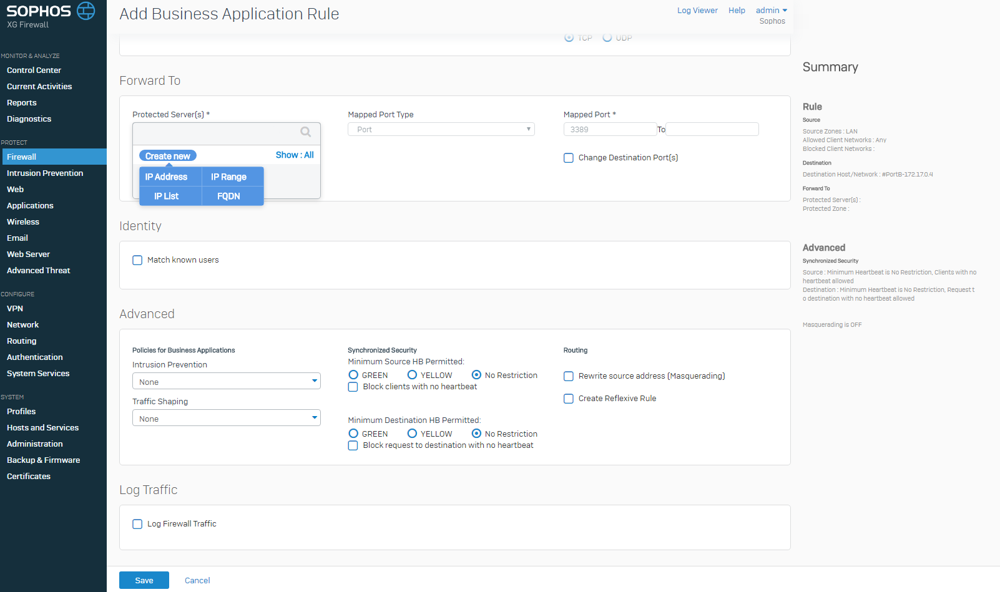 SOPHOS
XG Firewall
Add Business Application Rule
Log Viewer Help admin
Sophos
MONITOR & ANALYZE
Control Center
Current Activities
Reports
Diagnostics
PROTECT
Firewall
Intrusion Prevention
Web
Applications
Wireless
Email
Web Server
Advanced Threat
CONFIGURE
VPN
Network
Routing
Authentication
System Services
SYSTEM
Profiles
Hosts and Services
Administration
Backup & Firmware
Certificates
TCP UDP
Forward To
Protected Server(s) *
Create new Show : All
IP Address IP Range
IP List FQDN
Mapped Port Type
Port
Mapped Port *
3389 To
Change Destination Port(s)
Identity
Match known users
Advanced
Policies for Business Applications
Intrusion Prevention
None
Traffic Shaping
None
Synchronized Security
Minimum Source HB Permitted:
GREEN YELLOW No Restriction
Block clients with no heartbeat
Minimum Destination HB Permitted:
GREEN YELLOW No Restriction
Block request to destination with no heartbeat
Routing
Rewrite source address (Masquerading)
Create Reflexive Rule
Log Traffic
Log Firewall Traffic
Save Cancel
Summary
Rule
Source
Source Zones : LAN
Allowed Client Networks : Any
Blocked Client Networks :
Destination
Destination Host/Network : #PortB-172.17.0.4
Forward To
Protected Server(s) :
Protected Zone :
Advanced
Synchronized Security
Source : Minimum Heartbeat is No Restriction, Clients with no
heartbeat allowed
Destination : Minimum Heartbeat is No Restriction, Request t
o destination with no heartbeat allowed
Masquerading is OFF